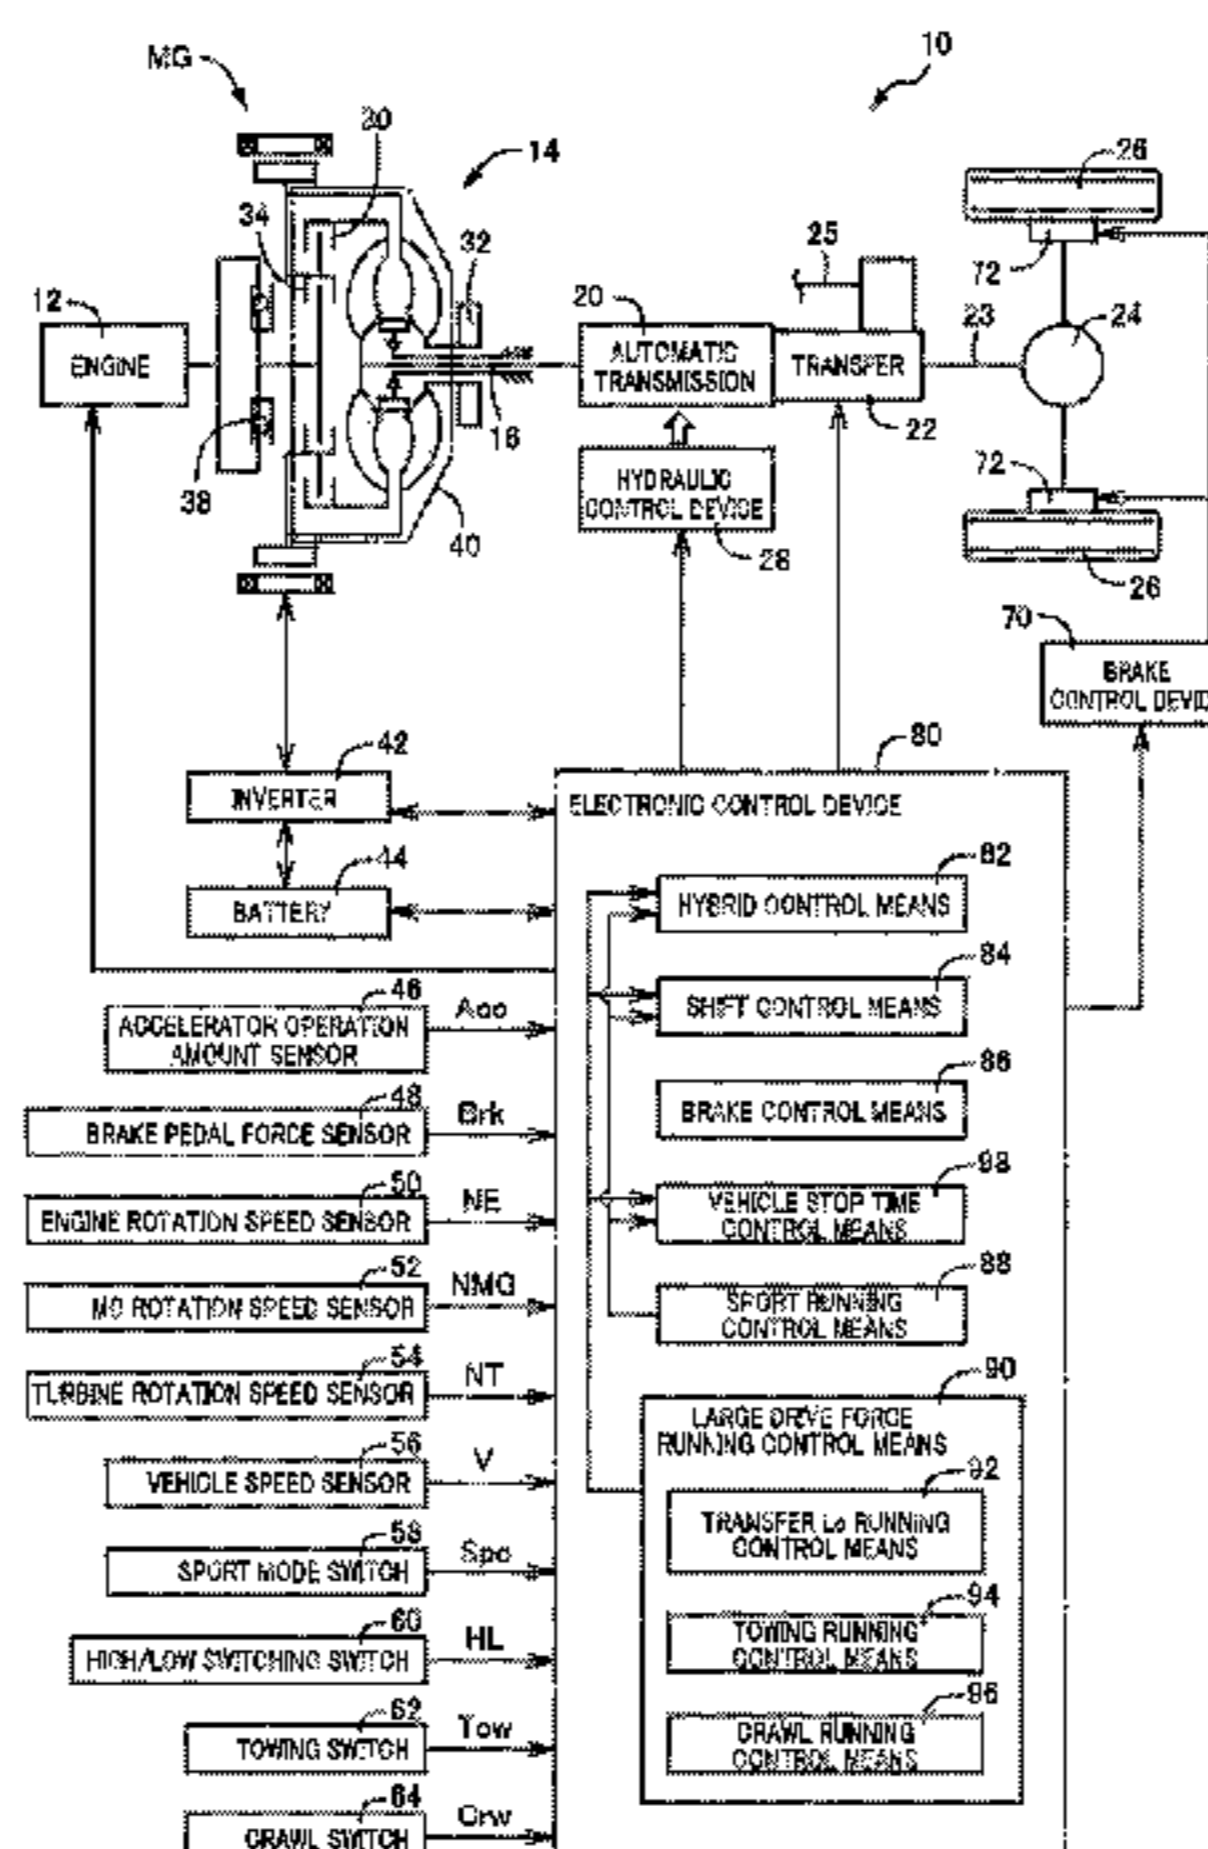 MG
10
30
14
26
34
32
25
72
12
20
23
24
ENGINE
AUTOMATIC
TRANSMISSION
TRANSFER
16
22
38
HYDRAULIC
CONTROL DEVICE
72
40
28
26
70
BRAKE
CONTROL
42
80
INVERTER
ELECTRONIC CONTROL DEVICE
44
82
BATTERY
HYBRID CONTROL MEANS
84
46
Acc
SHIFT CONTROL MEANS
ACCELERATOR OPERATION
AMOUNT SENSOR
86
48
Brk
BRAKE CONTROL MEANS
BRAKE PEDAL FORCE SENSOR
98
50
NE
VEHICLE STOP TIME
CONTROL MEANS
ENGINE ROTATION SPEED SENSOR
88
52
NMG
SPORT RUNNING
CONTROL MEANS
MG ROTATION SPEED SENSOR
54
NT
90
TURBINE ROTATION SPEED SENSOR
LARGE DRIVE FORCE
RUNNING CONTROL MEANS
56
V
92
VEHICLE SPEED SENSOR
TRANSFER Lo RUNNING
CONTROL MEANS
58
Spo
SPORT MODE SWITCH
94
60
HL
TOWING RUNNING
CONTROL MEANS
HIGH/LOW SWITCHING SWITCH
96
62
Tow
CRAWL RUNNING
CONTROL MEANS
TOWING SWITCH
64
Crw
CRAWL SWITCH